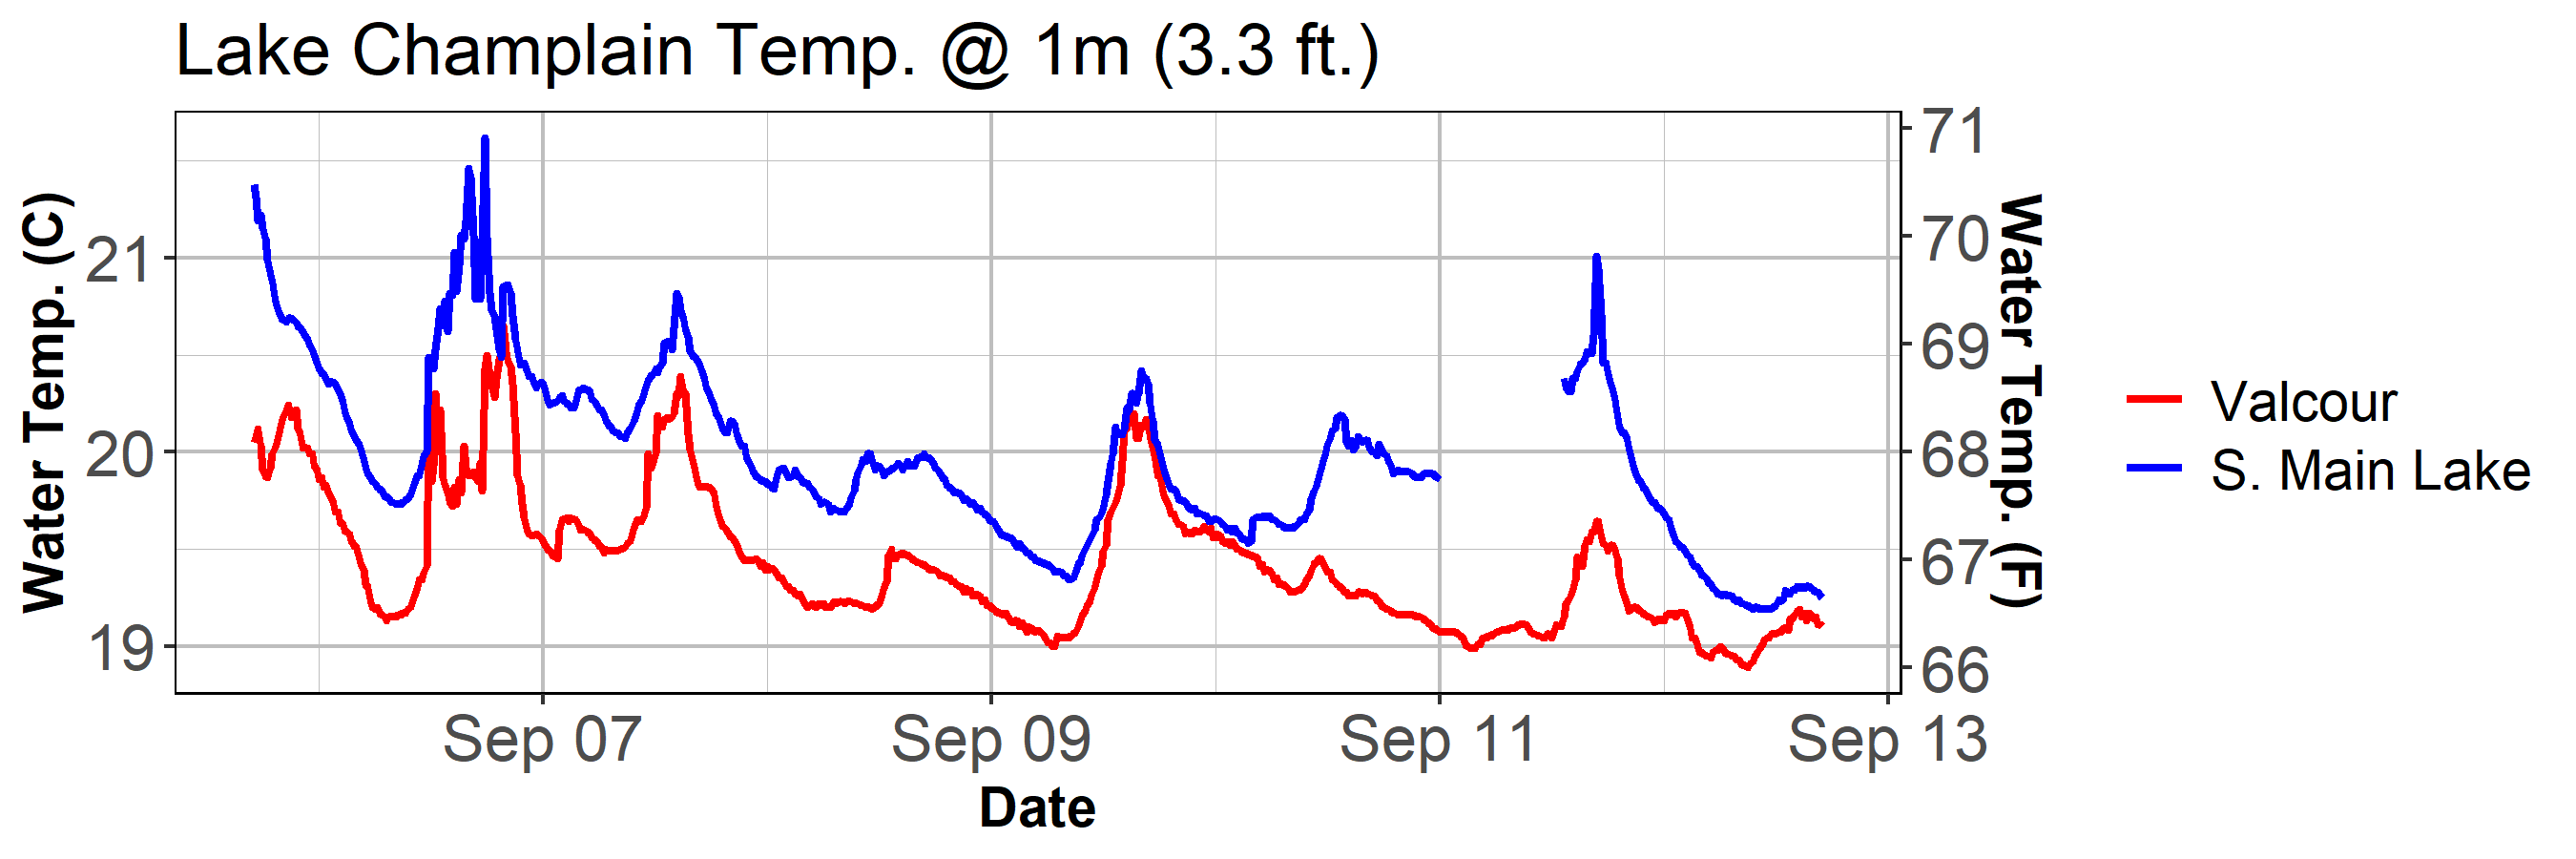 Lake Champlain Temp. @ 1m (3.3 ft.)
Water Temp. (C)
21
20
19
71
70
69
68
67
66
Water Temp. (F)
Sep 07
Sep 09
Sep 11
Sep 13
Date
Valcour
S. Main Lake